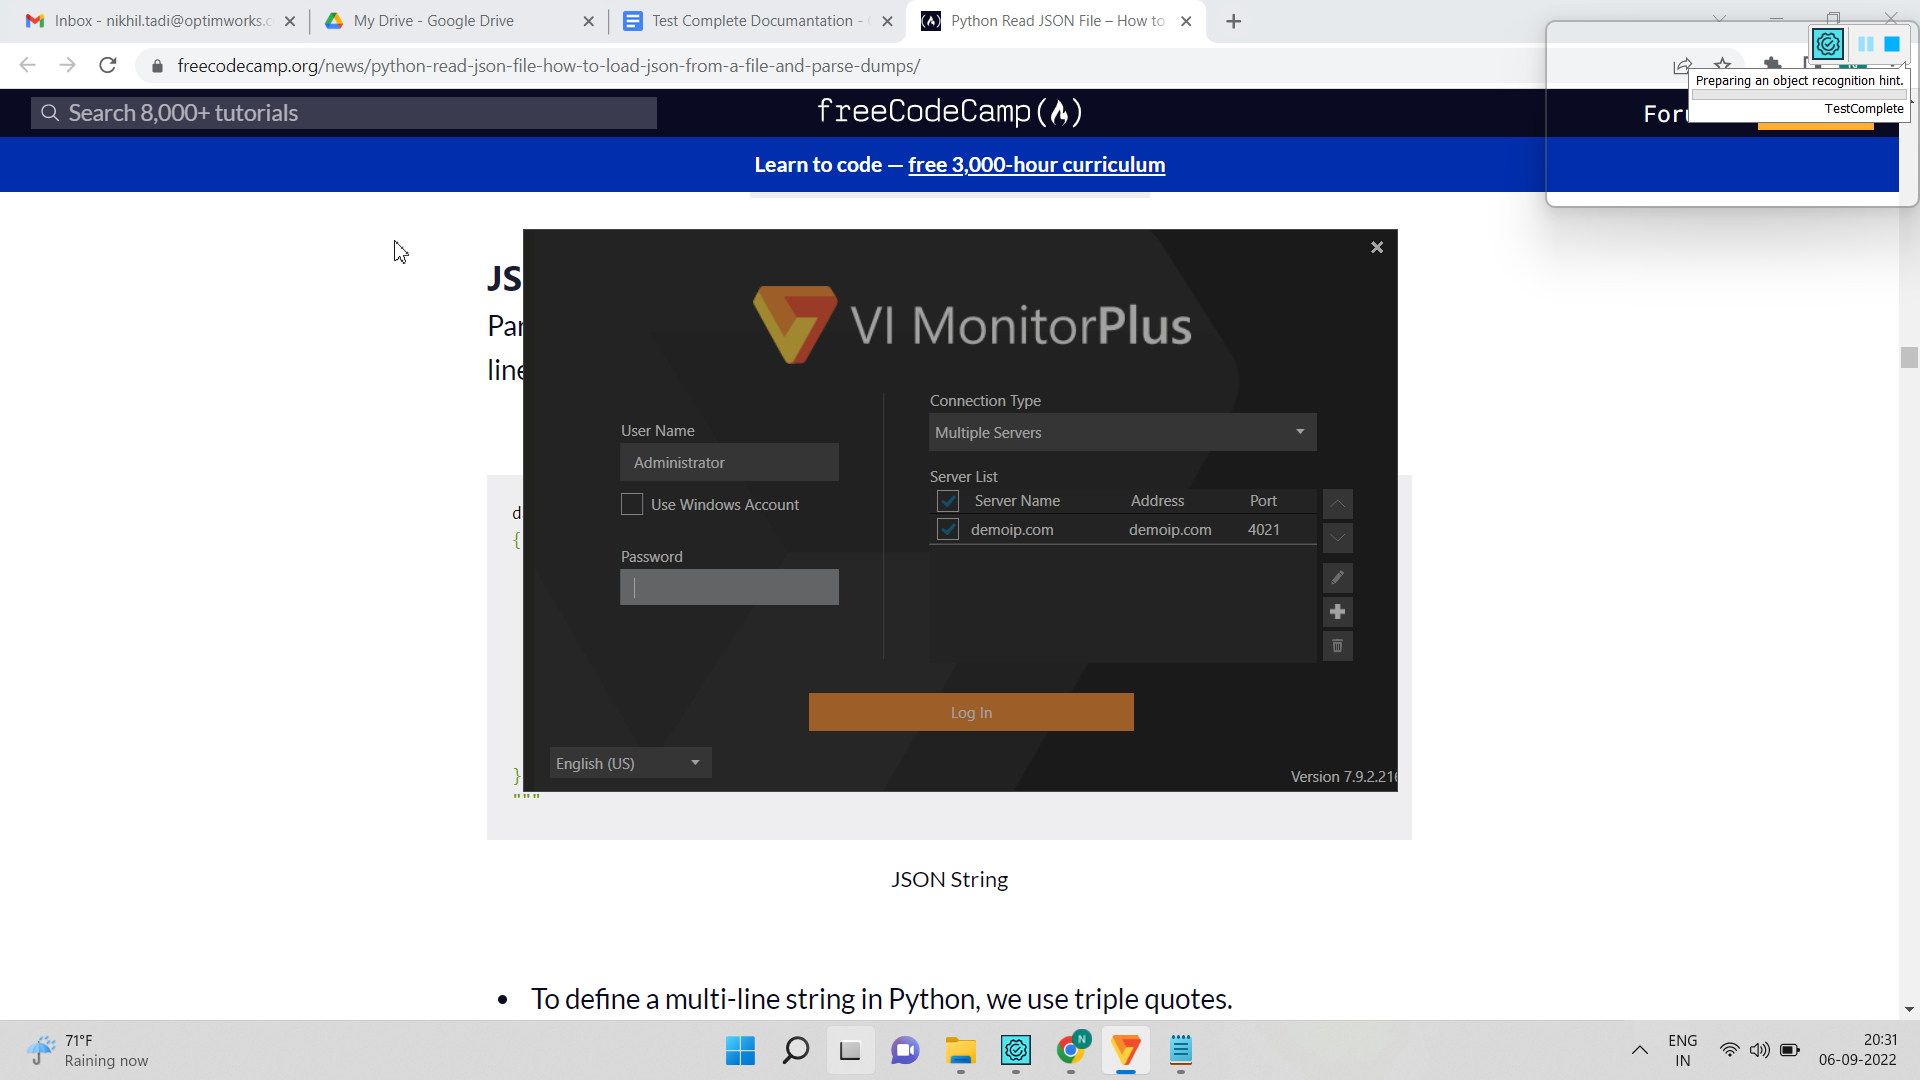 Inbox - nikhil.tadi@optimworks.c
My Drive - Google Drive
Test Complete Documantation -
Python Read JSON File – How to
freecodecamp.org/news/python-read-json-file-how-to-load-json-from-a-file-and-parse-dumps/
Preparing an object recognition hint.
TestComplete
Search 8,000+ tutorials
freeCodeCamp(🔥)
Foru
Learn to code — free 3,000-hour curriculum
JS
Par
line
VI MonitorPlus
User Name
Administrator
Use Windows Account
Password
Connection Type
Multiple Servers
Server List
Server Name Address Port
demoip.com demoip.com 4021
Log In
English (US)
Version 7.9.2.216
d
{
}
"""
JSON String
• To define a multi-line string in Python, we use triple quotes.
71°F
Raining now
N
ENG
IN
20:31
06-09-2022